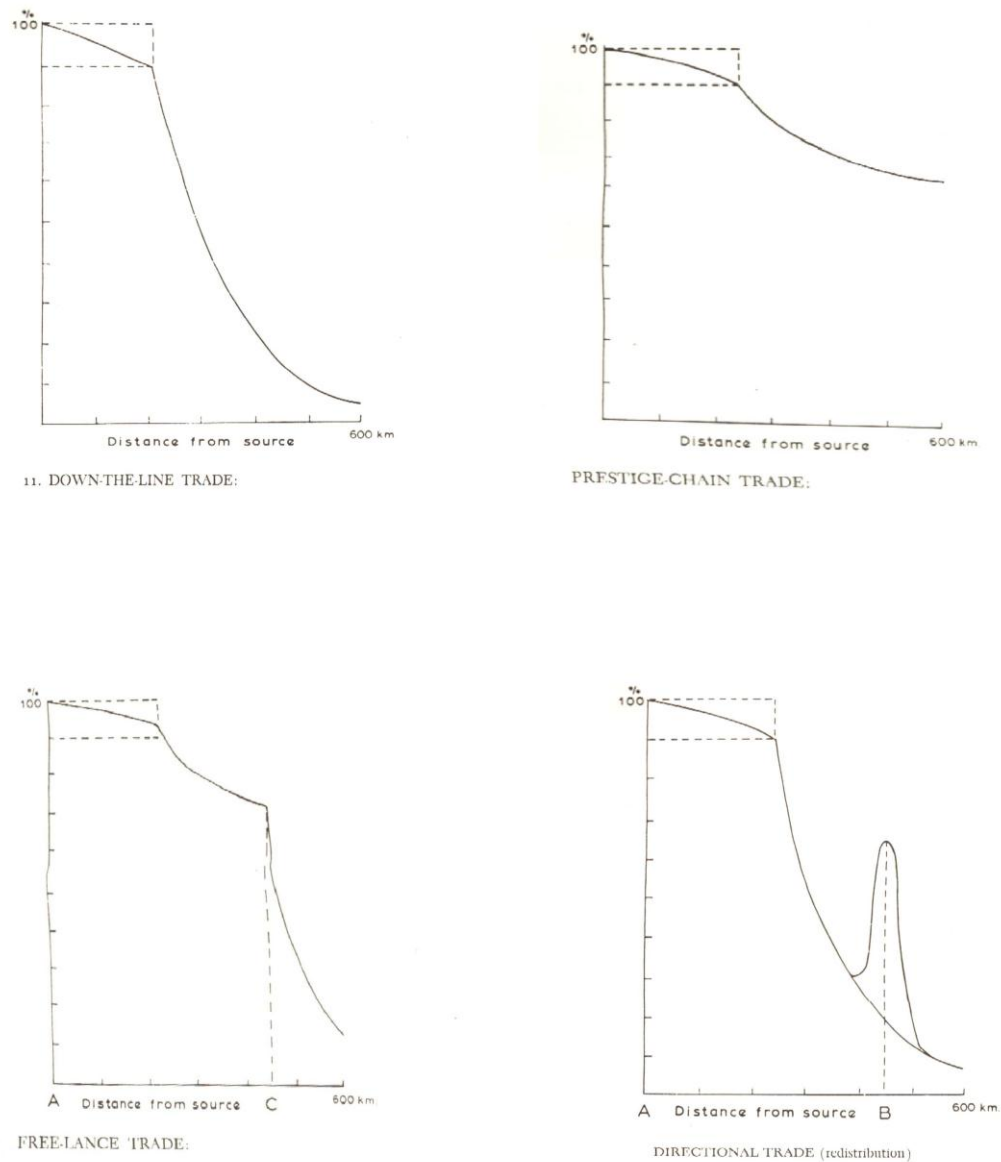 %
100
Distance from source
600 km
11. DOWN-THE-LINE TRADE:
%
100
Distance from source
600 km
PRESTIGE-CHAIN TRADE:
%
100
A Distance from source C 600 km
FREE-LANCE TRADE:
%
100
A Distance from source B 600 km.
DIRECTIONAL TRADE (redistribution)